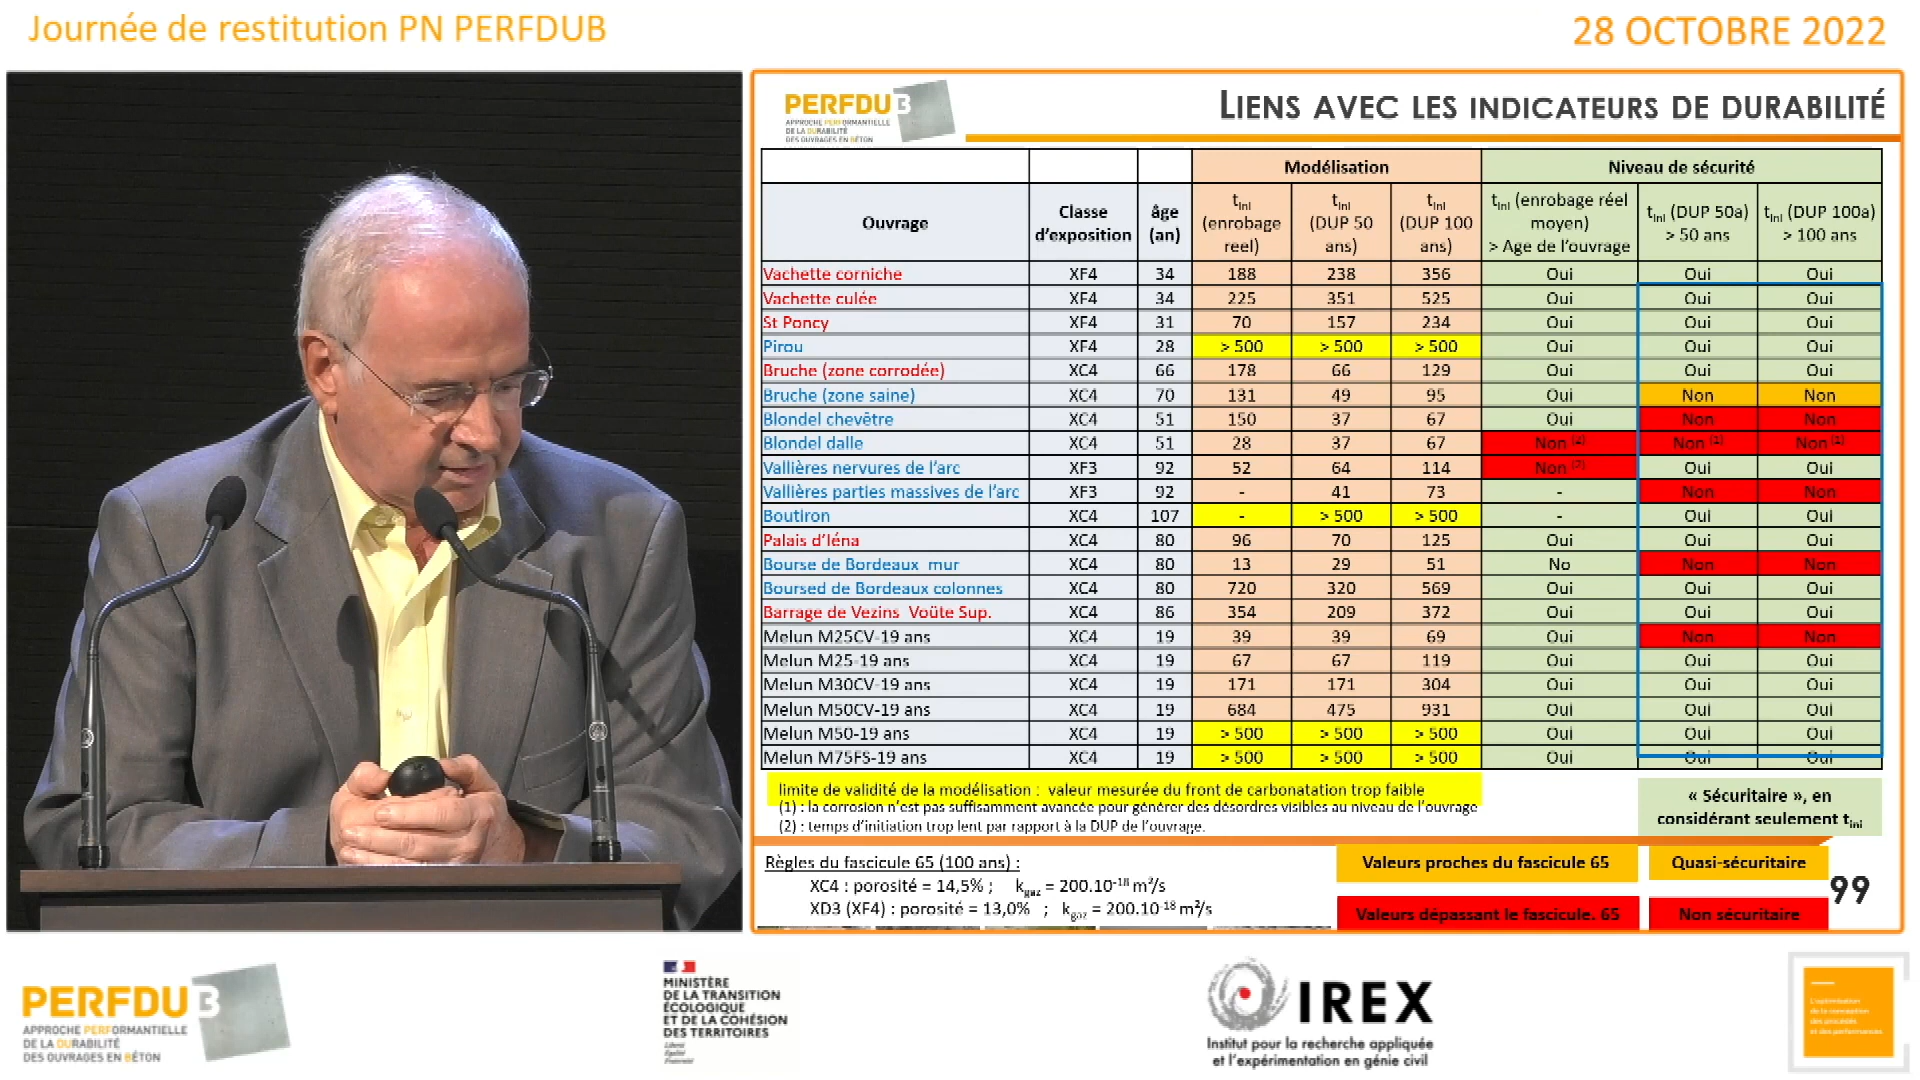 Journée de restitution PN PERFDUB
28 OCTOBRE 2022
PERFDUB
APPROCHE PERFORMANTIELLE
DE LA DURABILITÉ
DES OUVRAGES EN BÉTON
LIENS AVEC LES INDICATEURS DE DURABILITÉ
Modélisation Niveau de sécurité
Ouvrage Classe d'exposition âge (an) tini (enrobage reel) tini (DUP 50 ans) tini (DUP 100 ans) tini (enrobage réel moyen) > Age de l'ouvrage tini (DUP 50a) > 50 ans tini (DUP 100a) > 100 ans
Vachette corniche XF4 34 188 238 356 Oui Oui Oui
Vachette culée XF4 34 225 351 525 Oui Oui Oui
St Poncy XF4 31 70 157 234 Oui Oui Oui
Pirou XF4 28 > 500 > 500 > 500 Oui Oui Oui
Bruche (zone corrodée) XC4 66 178 66 129 Oui Oui Oui
Bruche (zone saine) XC4 70 131 49 95 Oui Non Non
Blondel chevêtre XC4 51 150 37 67 Oui Non Non
Blondel dalle XC4 51 28 37 67 Non (2) Non (1) Non (1)
Vallières nervures de l'arc XF3 92 52 64 114 Non (2) Oui Oui
Vallières parties massives de l'arc XF3 92 - 41 73 - Non Non
Boutiron XC4 107 - > 500 > 500 - Oui Oui
Palais d'Iéna XC4 80 96 70 125 Oui Oui Oui
Bourse de Bordeaux mur XC4 80 13 29 51 No Non Non
Boursed de Bordeaux colonnes XC4 80 720 320 569 Oui Oui Oui
Barrage de Vezins Voûte Sup. XC4 86 354 209 372 Oui Oui Oui
Melun M25CV-19 ans XC4 19 39 39 69 Oui Non Non
Melun M25-19 ans XC4 19 67 67 119 Oui Oui Oui
Melun M30CV-19 ans XC4 19 171 171 304 Oui Oui Oui
Melun M50CV-19 ans XC4 19 684 475 931 Oui Oui Oui
Melun M50-19 ans XC4 19 > 500 > 500 > 500 Oui Oui Oui
Melun M75FS-19 ans XC4 19 > 500 > 500 > 500 Oui Oui Oui
limite de validité de la modélisation : valeur mesurée du front de carbonatation trop faible
(1) : la corrosion n'est pas suffisamment avancée pour générer des désordres visibles au niveau de l'ouvrage
(2) : temps d'initiation trop lent par rapport à la DUP de l'ouvrage.
« Sécuritaire », en
considérant seulement tini
Règles du fascicule 65 (100 ans) :
XC4 : porosité = 14,5% ; kgaz = 200.10-18 m²/s
XD3 (XF4) : porosité = 13,0% ; kgaz = 200.10-18 m²/s
Valeurs proches du fascicule 65 Quasi-sécuritaire
Valeurs dépassant le fascicule. 65 Non sécuritaire
99
PERFDUB
APPROCHE PERFORMANTIELLE
DE LA DURABILITÉ
DES OUVRAGES EN BÉTON
MINISTÈRE
DE LA TRANSITION
ÉCOLOGIQUE
ET DE LA COHÉSION
DES TERRITOIRES
Liberté
Égalité
Fraternité
IREX
Institut pour la recherche appliquée
et l'expérimentation en génie civil
L'optimisation
de la conception
des procédés
et des performances